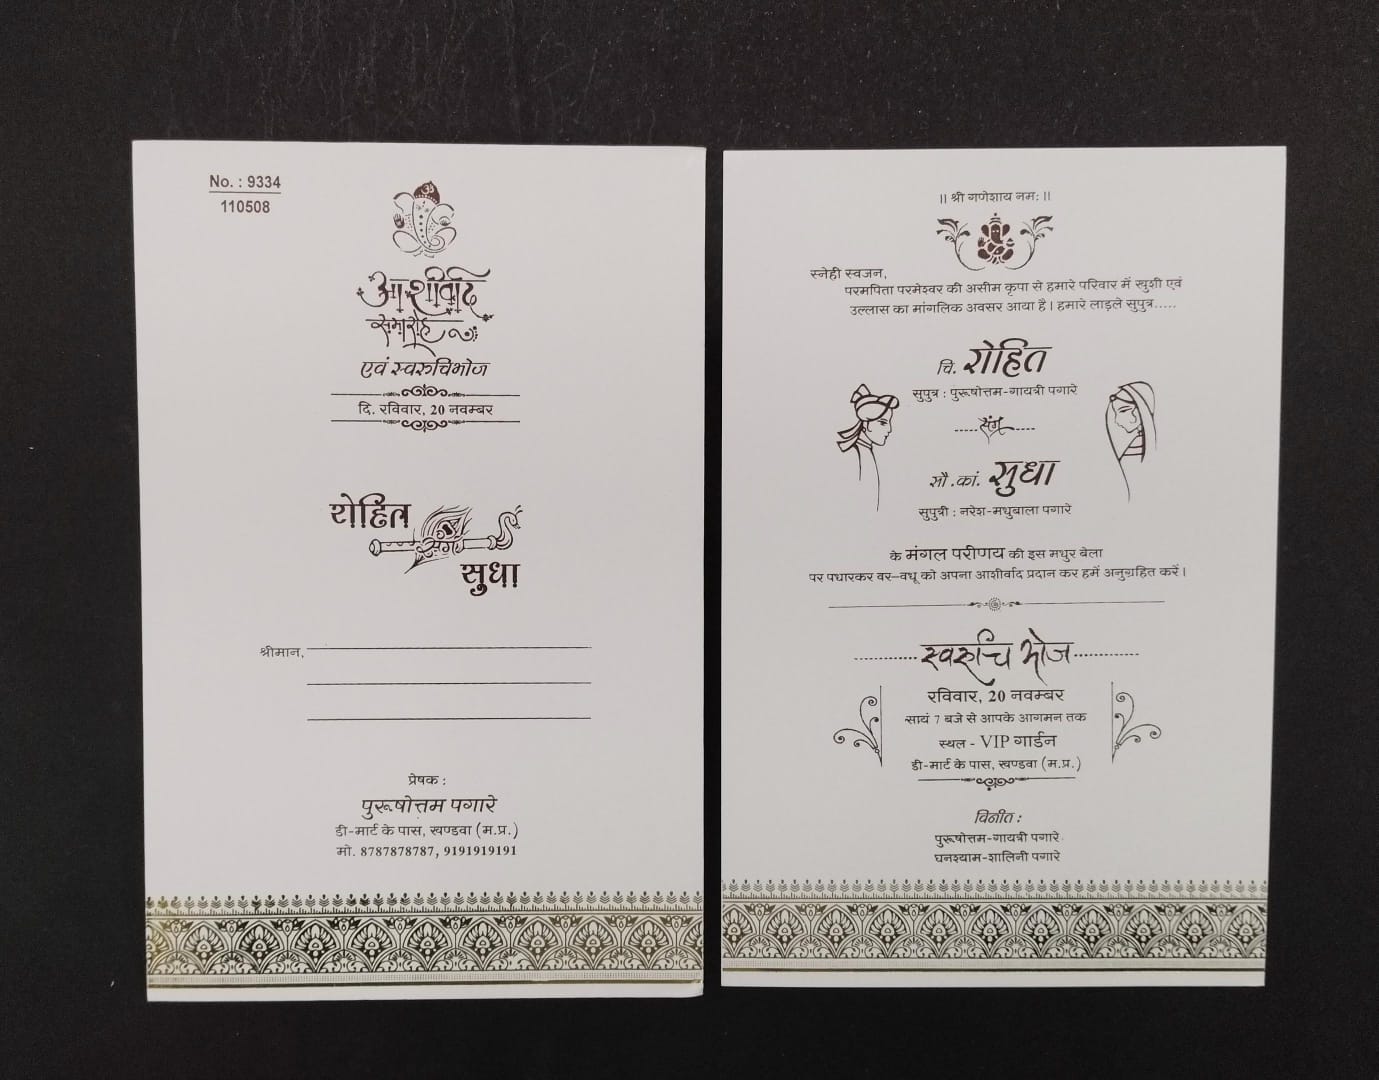 No. : 9334
110508
आशीर्वाद
समारोह
एवं स्वरुचिभोज
दि. रविवार, 20 नवम्बर
रोहित
संग
सुधा
श्रीमान,
प्रेषक :
पुरूषोत्तम पगारे
डी-मार्ट के पास, खण्डवा (म.प्र.)
मो. 8787878787, 9191919191
|| श्री गणेशाय नमः ||
स्नेही स्वजन,
परमपिता परमेश्वर की असीम कृपा से हमारे परिवार में खुशी एवं
उल्लास का मांगलिक अवसर आया है। हमारे लाड़ले सुपुत्र.....
चि. रोहित
सुपुत्र : पुरूषोत्तम-गायत्री पगारे
संग
सौ.कां. सुधा
सुपुत्री : नरेश-मधुबाला पगारे
के मंगल परीणय की इस मधुर बेला
पर पधारकर वर-वधू को अपना आशीर्वाद प्रदान कर हमें अनुग्रहित करें।
स्वरुचि भोज
रविवार, 20 नवम्बर
सायं 7 बजे से आपके आगमन तक
स्थल - VIP गार्डन
डी-मार्ट के पास, खण्डवा (म.प्र.)
विनीत :
पुरूषोत्तम-गायत्री पगारे
घनश्याम-शालिनी पगारे